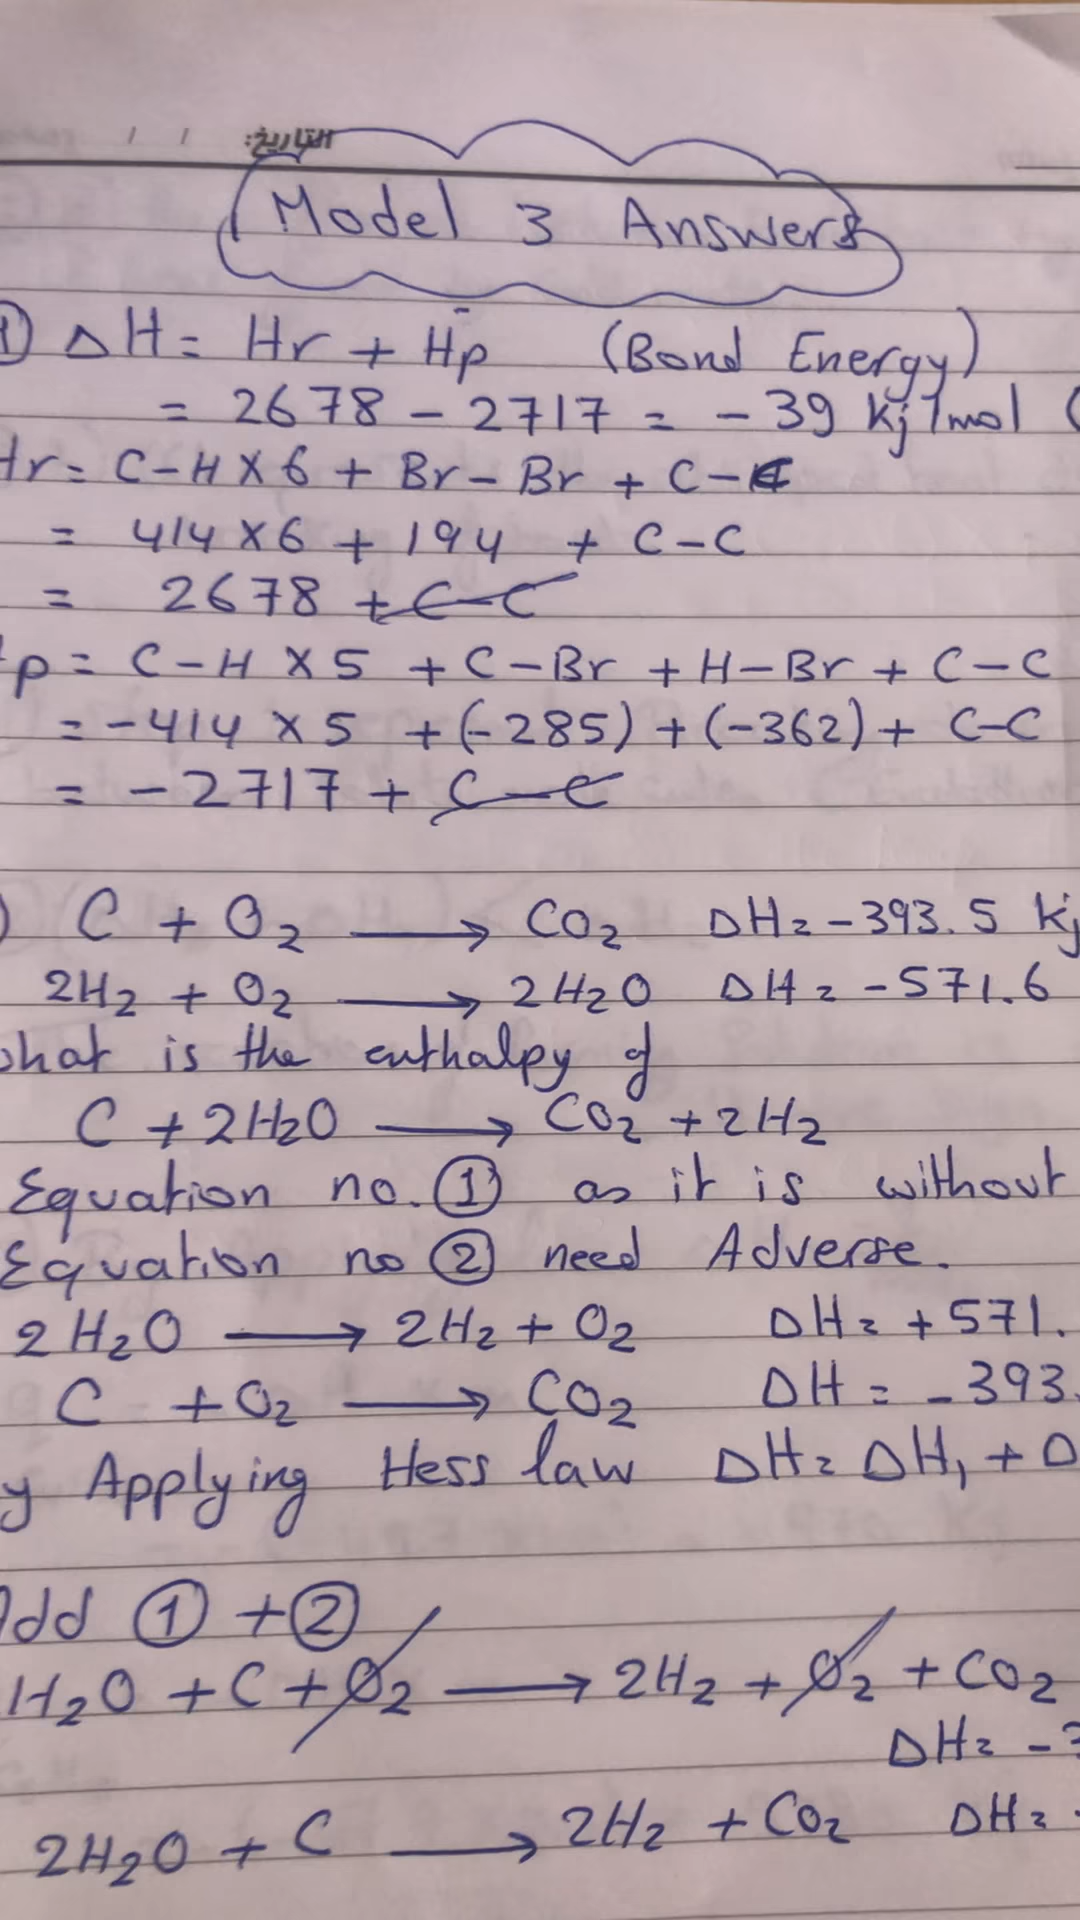 التاريخ: / /
Model 3 Answers
① ΔH = Hr + Hp⁻ (Bond Energy)
= 2678 - 2717 = -39 kj/mol (
Hr = C-H X 6 + Br-Br + C-C
= 414 X 6 + 194 + C-C
= 2678 + C-C
Hp = C-H X 5 + C-Br + H-Br + C-C
= -414 X 5 + (-285) + (-362) + C-C
= -2717 + C-C
) C + O₂ → CO₂ ΔH = -393.5 kj
2H₂ + O₂ → 2H₂O ΔH = -571.6
what is the enthalpy of
C + 2H₂O → CO₂ + 2H₂
Equation no. ① as it is without
Equation no ② need Adverse.
2H₂O → 2H₂ + O₂ ΔH = +571.
C + O₂ → CO₂ ΔH = -393.
y Applying Hess law ΔH = ΔH₁ + Δ
Add ① + ②
H₂O + C + O₂ → 2H₂ + O₂ + CO₂
ΔH = -3
2H₂O + C → 2H₂ + CO₂ ΔH =